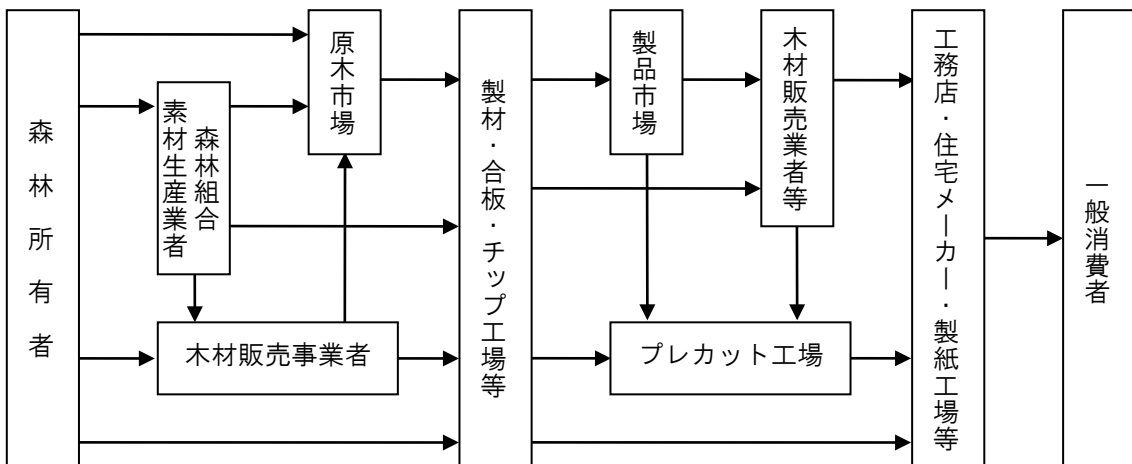 森林所有者
森林組合
素材生産業者
木材販売事業者
原木市場
製材・合板・チップ工場等
製品市場
木材販売業者等
プレカット工場
工務店・住宅メーカー・製紙工場等
一般消費者